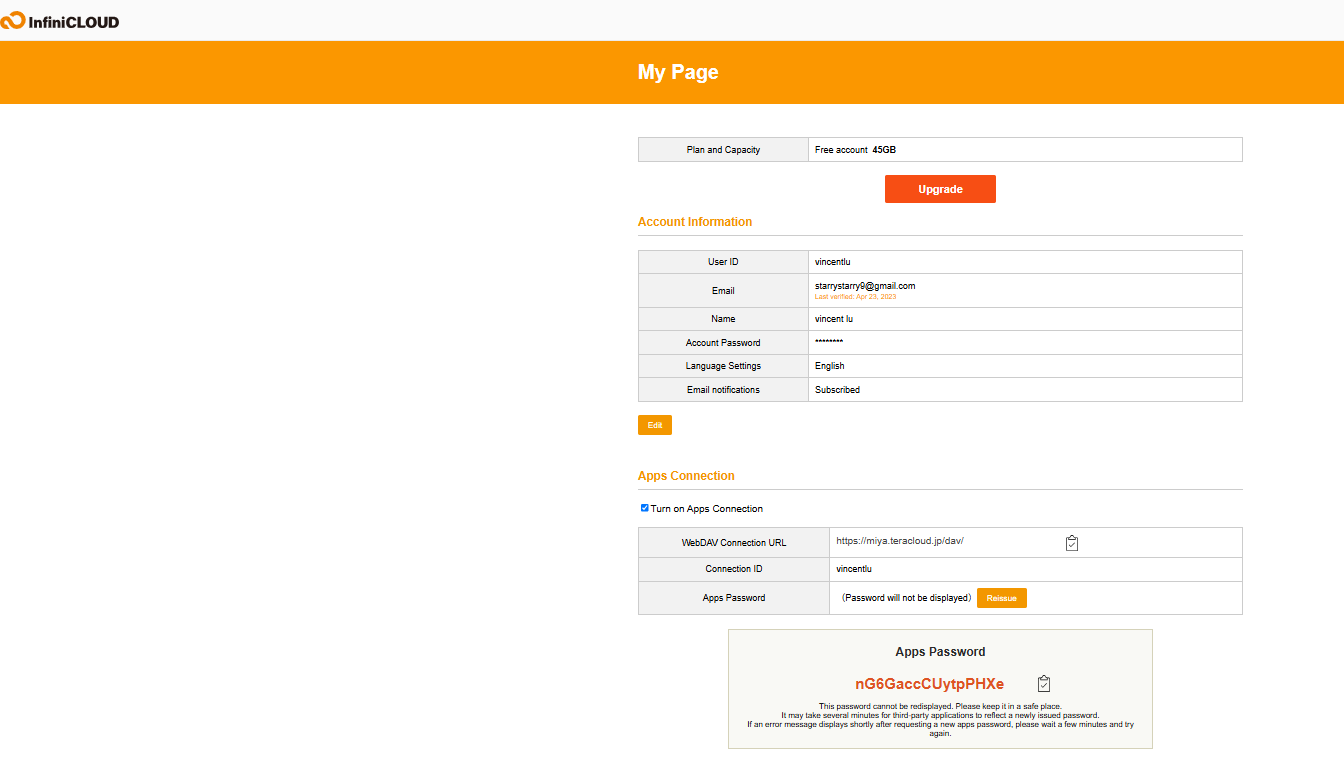 InfiniCLOUD
My Page
Plan and Capacity Free account 45GB
Upgrade
Account Information
User ID vincentlu
Email starrystarry9@gmail.com
Last verified: Apr 23, 2023
Name vincent lu
Account Password ********
Language Settings English
Email notifications Subscribed
Edit
Apps Connection
Turn on Apps Connection
WebDAV Connection URL https://miya.teracloud.jp/dav/
Connection ID vincentlu
Apps Password (Password will not be displayed) Reissue
Apps Password
nG6GaccCUytpPHXe
This password cannot be redisplayed. Please keep it in a safe place.
It may take several minutes for third-party applications to reflect a newly issued password.
If an error message displays shortly after requesting a new apps password, please wait a few minutes and try
again.